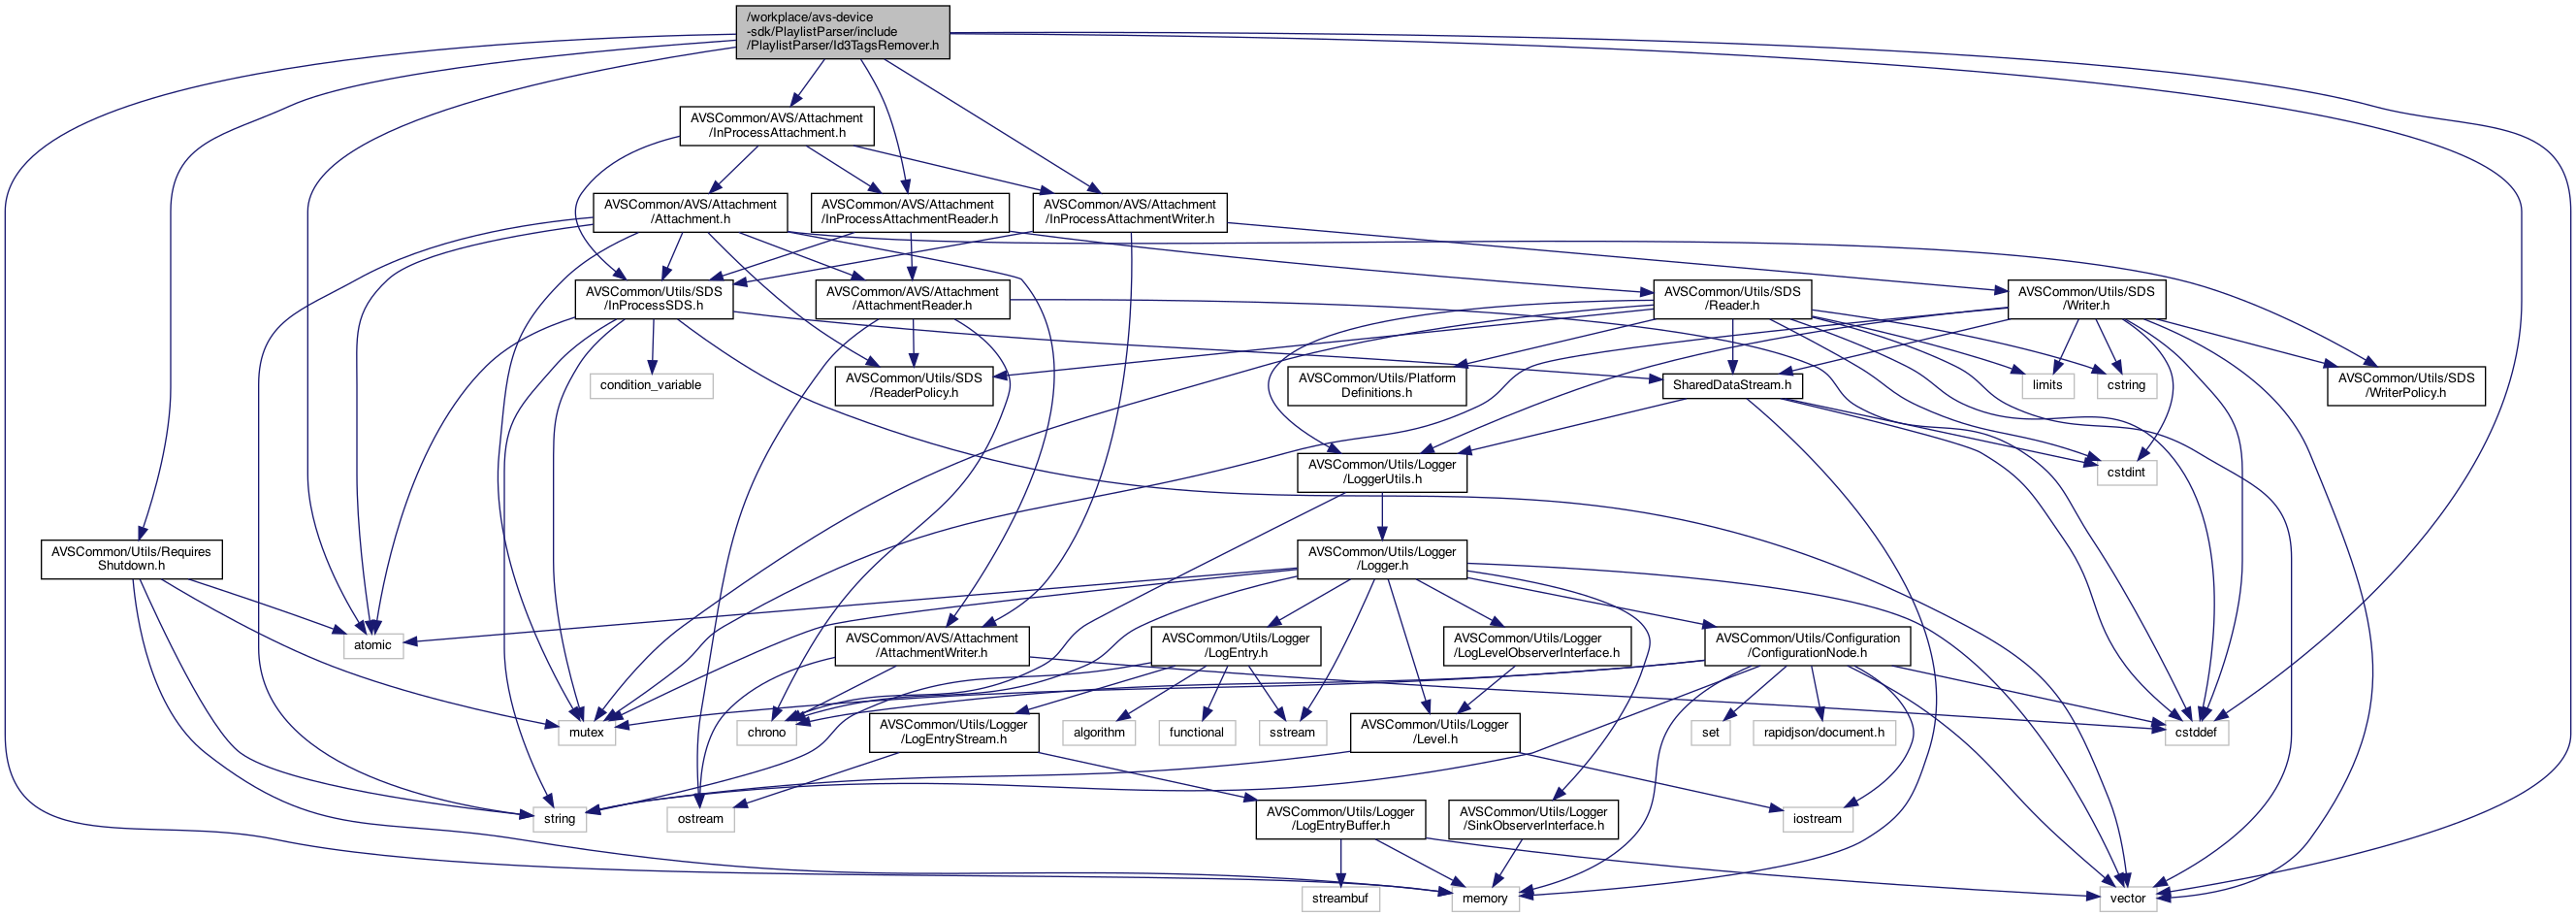 /workplace/avs-device
-sdk/PlaylistParser/include
/PlaylistParser/Id3TagsRemover.h
AVSCommon/AVS/Attachment
/InProcessAttachment.h
AVSCommon/AVS/Attachment
/Attachment.h
AVSCommon/AVS/Attachment
/InProcessAttachmentReader.h
AVSCommon/AVS/Attachment
/InProcessAttachmentWriter.h
AVSCommon/Utils/SDS
/InProcessSDS.h
AVSCommon/AVS/Attachment
/AttachmentReader.h
AVSCommon/Utils/SDS
/Reader.h
AVSCommon/Utils/SDS
/Writer.h
condition_variable
AVSCommon/Utils/SDS
/ReaderPolicy.h
AVSCommon/Utils/Platform
Definitions.h
SharedDataStream.h
limits
cstring
AVSCommon/Utils/SDS
/WriterPolicy.h
AVSCommon/Utils/Logger
/LoggerUtils.h
cstdint
AVSCommon/Utils/Requires
Shutdown.h
AVSCommon/Utils/Logger
/Logger.h
atomic
AVSCommon/AVS/Attachment
/AttachmentWriter.h
AVSCommon/Utils/Logger
/LogEntry.h
AVSCommon/Utils/Logger
/LogLevelObserverInterface.h
AVSCommon/Utils/Configuration
/ConfigurationNode.h
mutex
chrono
AVSCommon/Utils/Logger
/LogEntryStream.h
algorithm
functional
sstream
AVSCommon/Utils/Logger
/Level.h
set
rapidjson/document.h
cstddef
string
ostream
AVSCommon/Utils/Logger
/LogEntryBuffer.h
AVSCommon/Utils/Logger
/SinkObserverInterface.h
iostream
streambuf
memory
vector